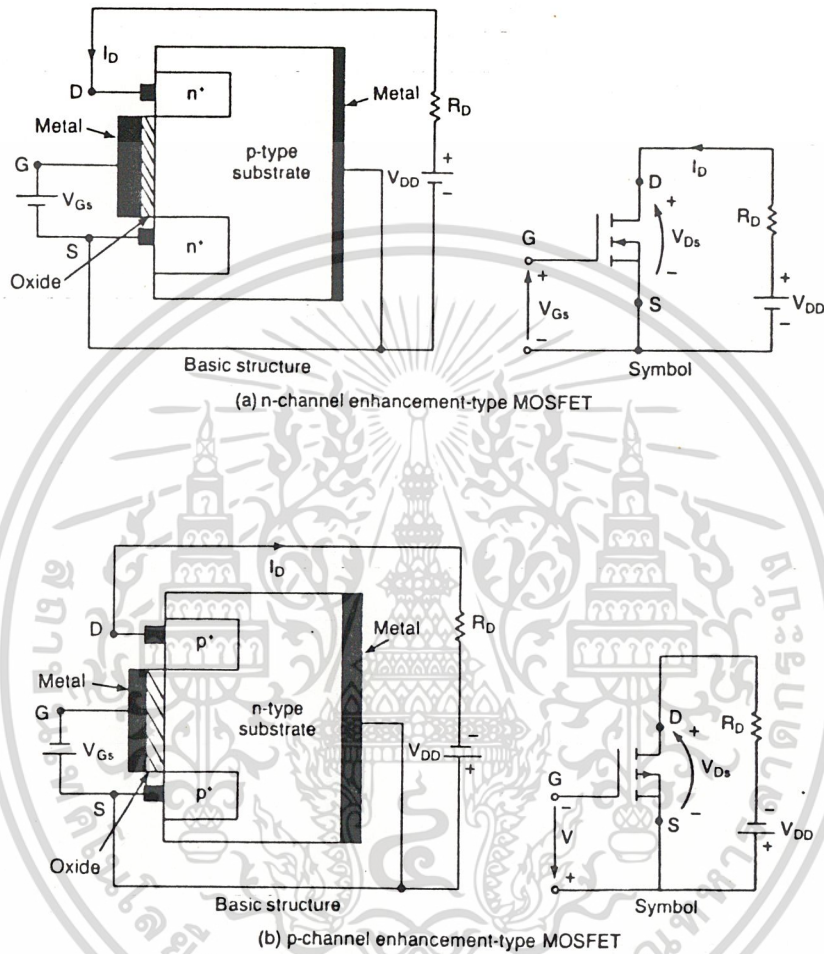 I_D
D
n⁺
Metal
Metal
R_D
G
p-type
substrate
V_Gs
V_DD
+
−
S
n⁺
Oxide
Basic structure
I_D
D
+
R_D
V_Ds
G
+
−
V_Gs
S
−
+
V_DD
−
Symbol
(a) n-channel enhancement-type MOSFET
I_D
D
p⁺
Metal
R_D
Metal
G
n-type
substrate
V_Gs
V_DD
−
+
S
p⁺
Oxide
Basic structure
D
+
R_D
V_Ds
G
−
−
V
S
+
−
V_DD
+
Symbol
(b) p-channel enhancement-type MOSFET